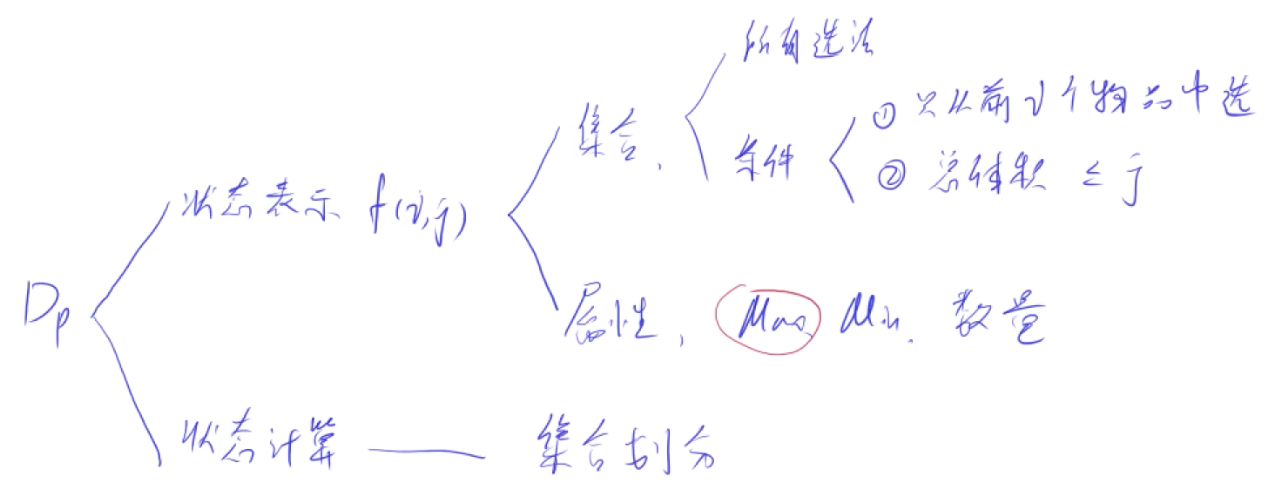 所有选法
集合、
条件
① 只从前i个物品中选
② 总体积 ≤ j
状态表示 f(i,j)
Dp
属性、Max、Min、数量
状态计算
集合划分